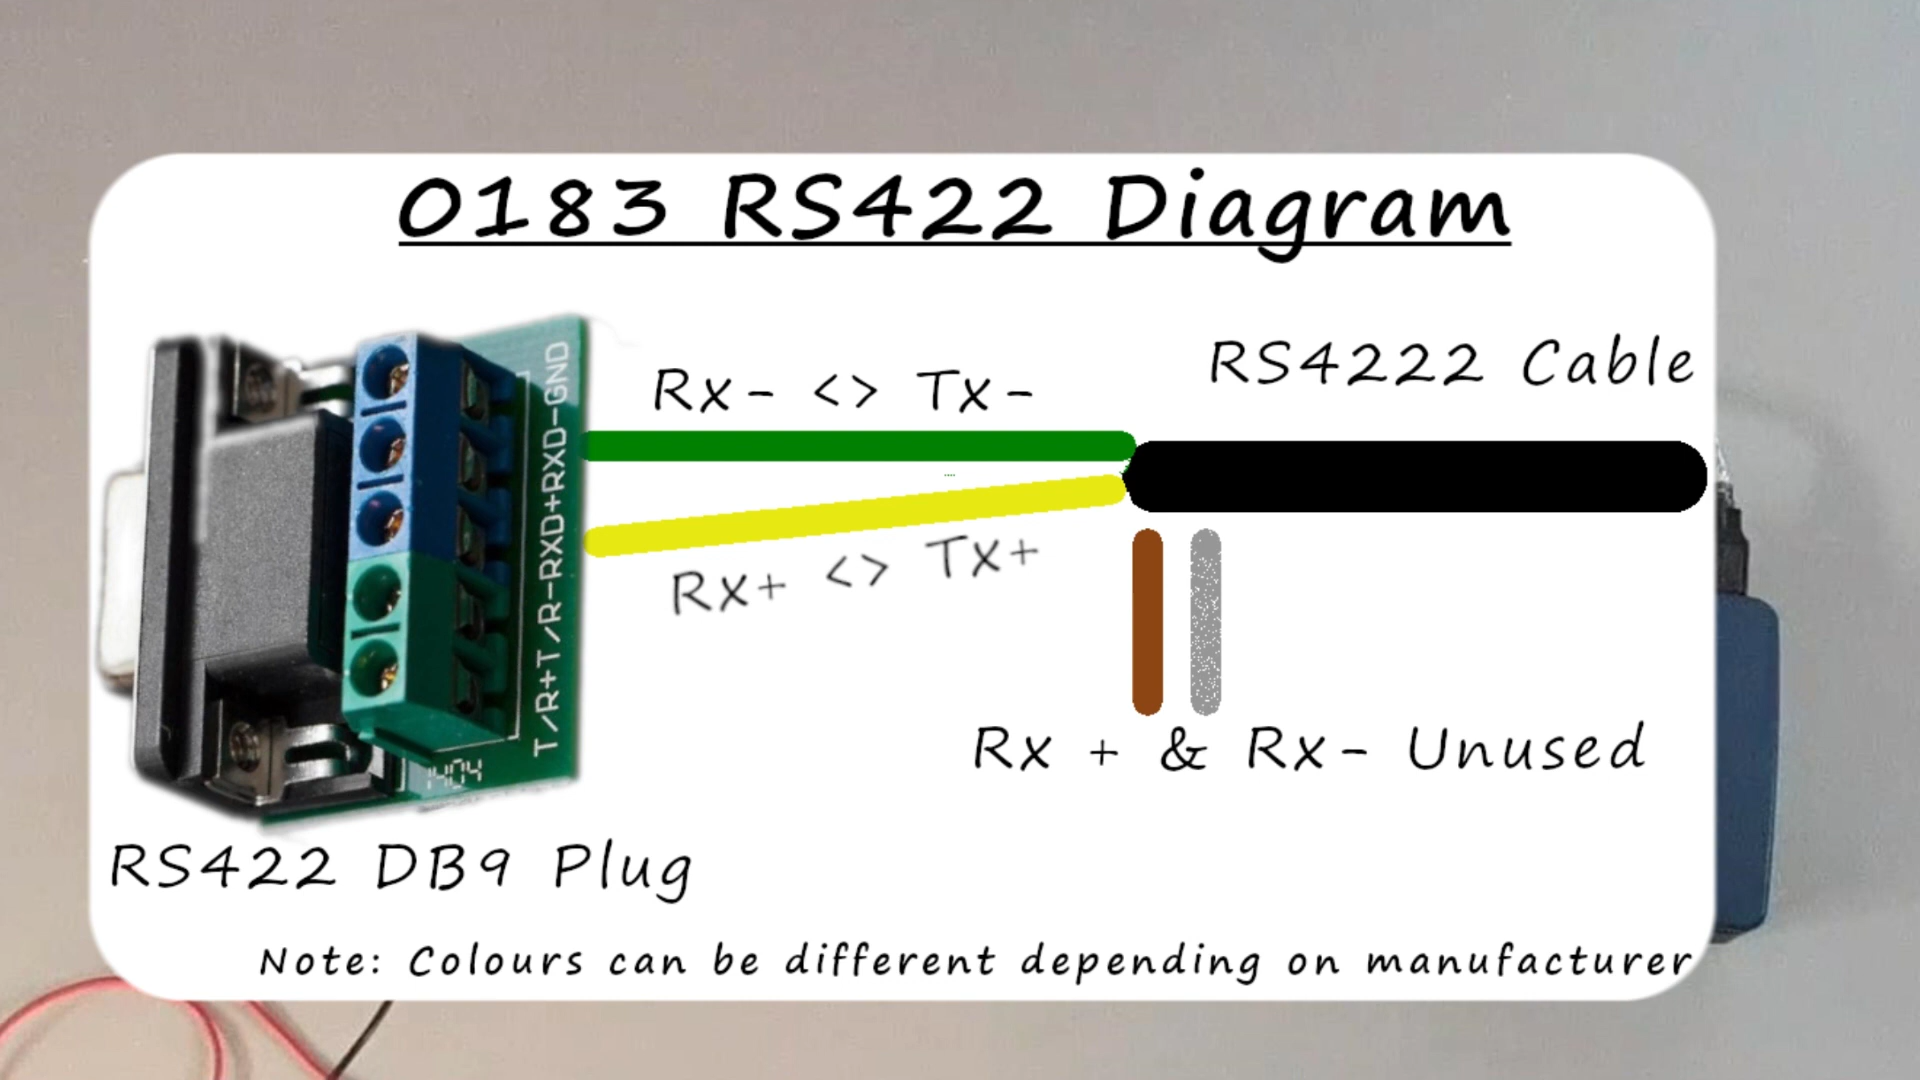 0183 RS422 Diagram
RS4222 Cable
Rx- <> Tx-
Rx+ <> Tx+
T/R+T/R-RXD+RXD-GND
1404
Rx + & Rx- Unused
RS422 DB9 Plug
Note: Colours can be different depending on manufacturer